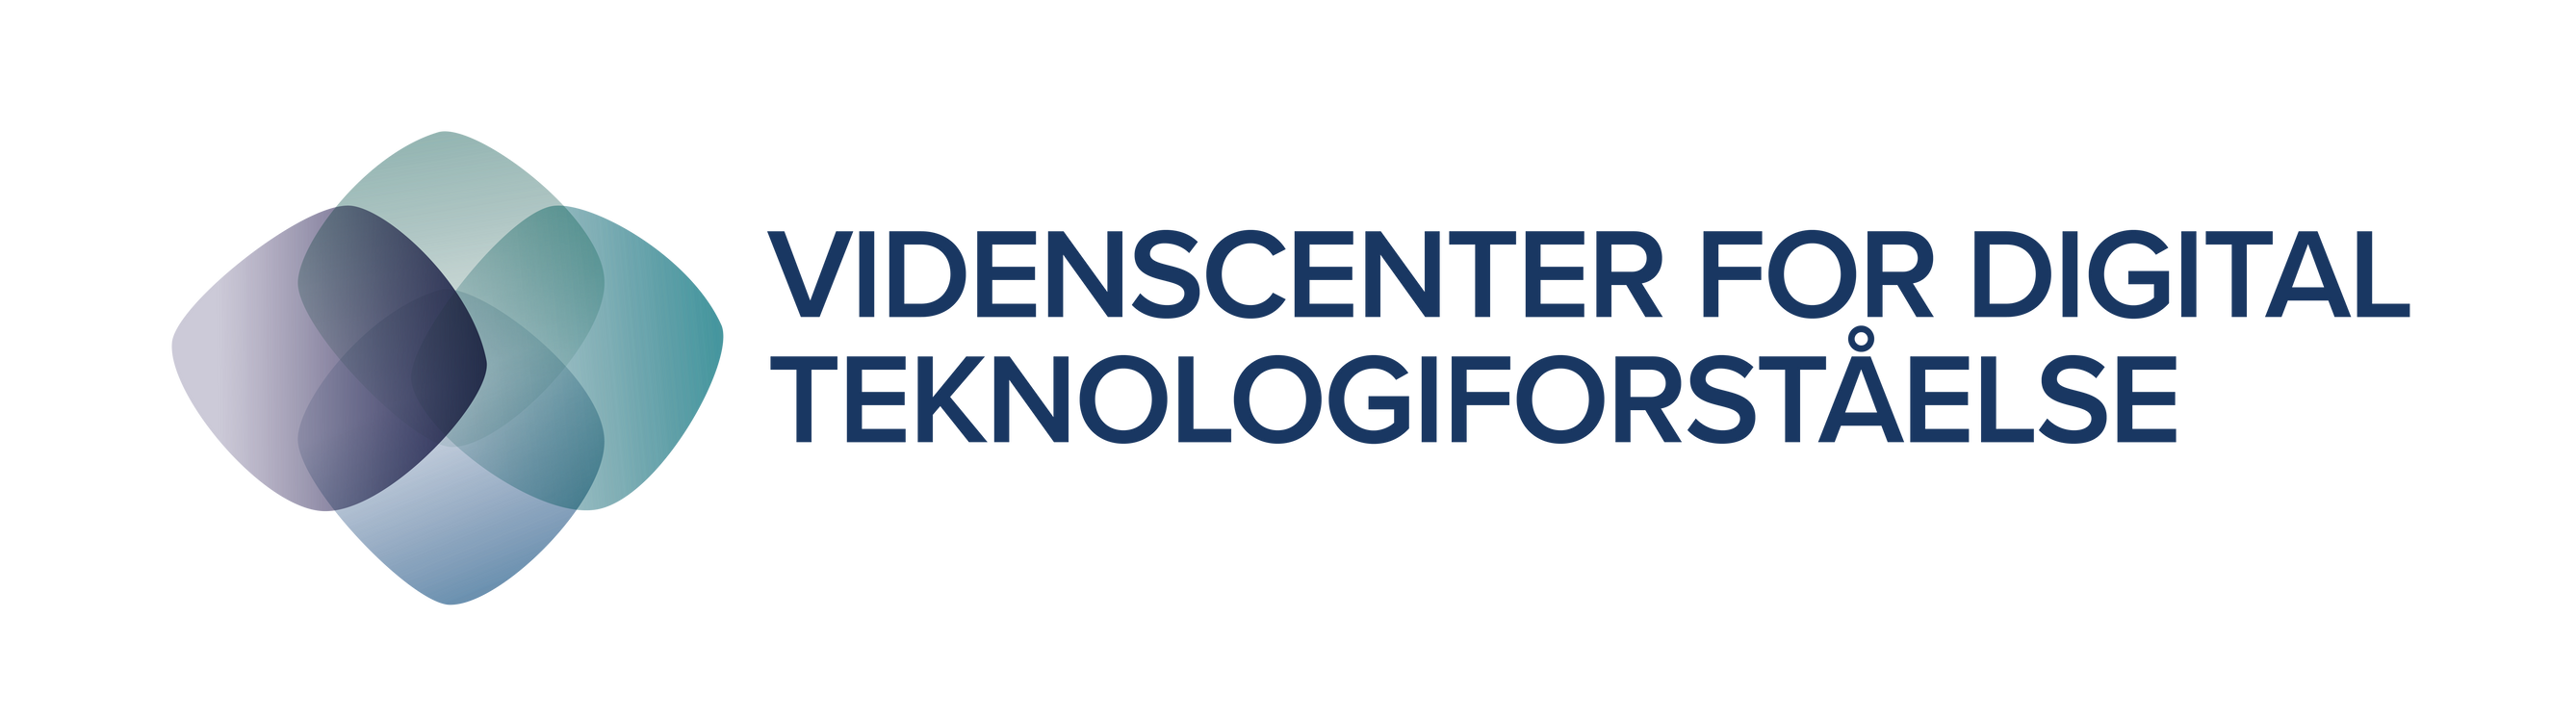 VIDENSCENTER FOR DIGITAL
TEKNOLOGIFORSTÅELSE